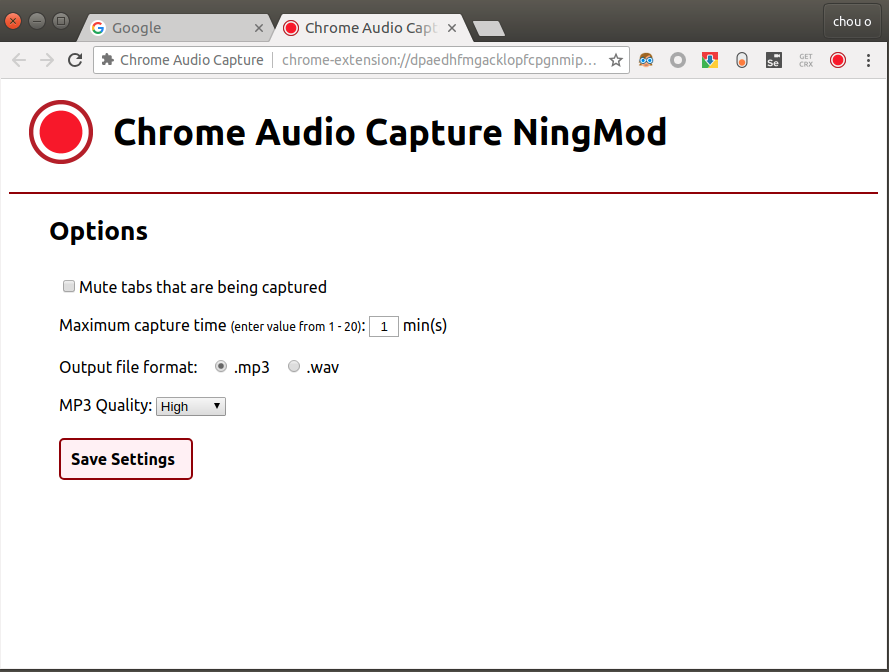 Google
Chrome Audio Capt
chou o
Chrome Audio Capture
chrome-extension://dpaedhfmgacklopfcpgnmip...
Se
GET
CRX
Chrome Audio Capture NingMod
Options
Mute tabs that are being captured
Maximum capture time (enter value from 1 - 20): 1 min(s)
Output file format: .mp3 .wav
MP3 Quality: High
Save Settings